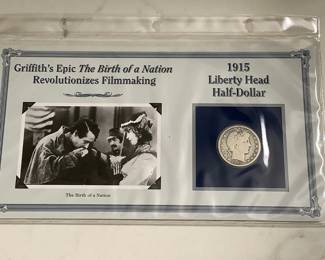 Griffith's Epic The Birth of a Nation
Revolutionizes Filmmaking
The Birth of a Nation
1915
Liberty Head
Half-Dollar